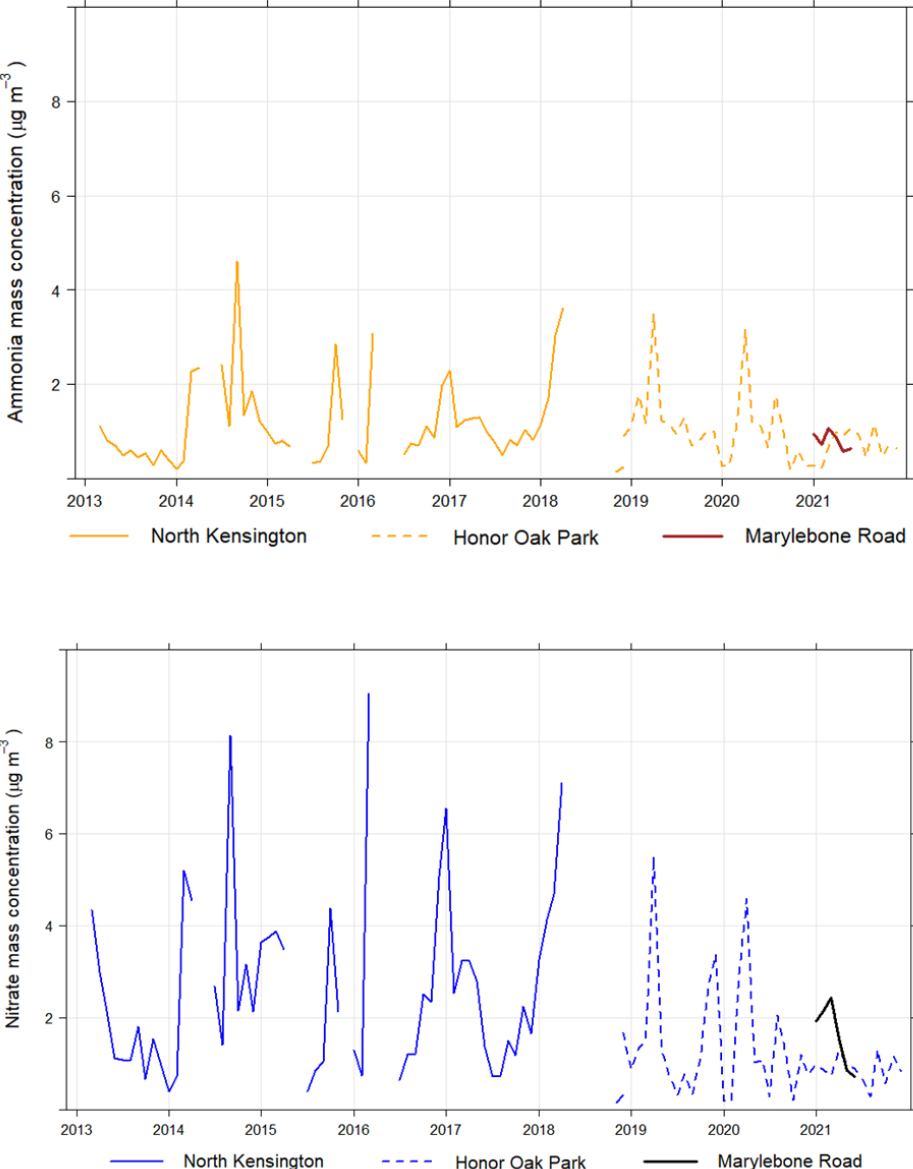 Ammonia mass concentration (μg m⁻³ )
8
6
4
2
2013 2014 2015 2016 2017 2018 2019 2020 2021
North Kensington Honor Oak Park Marylebone Road
Nitrate mass concentration (μg m⁻³ )
8
6
4
2
2013 2014 2015 2016 2017 2018 2019 2020 2021
North Kensington Honor Oak Park Marylebone Road